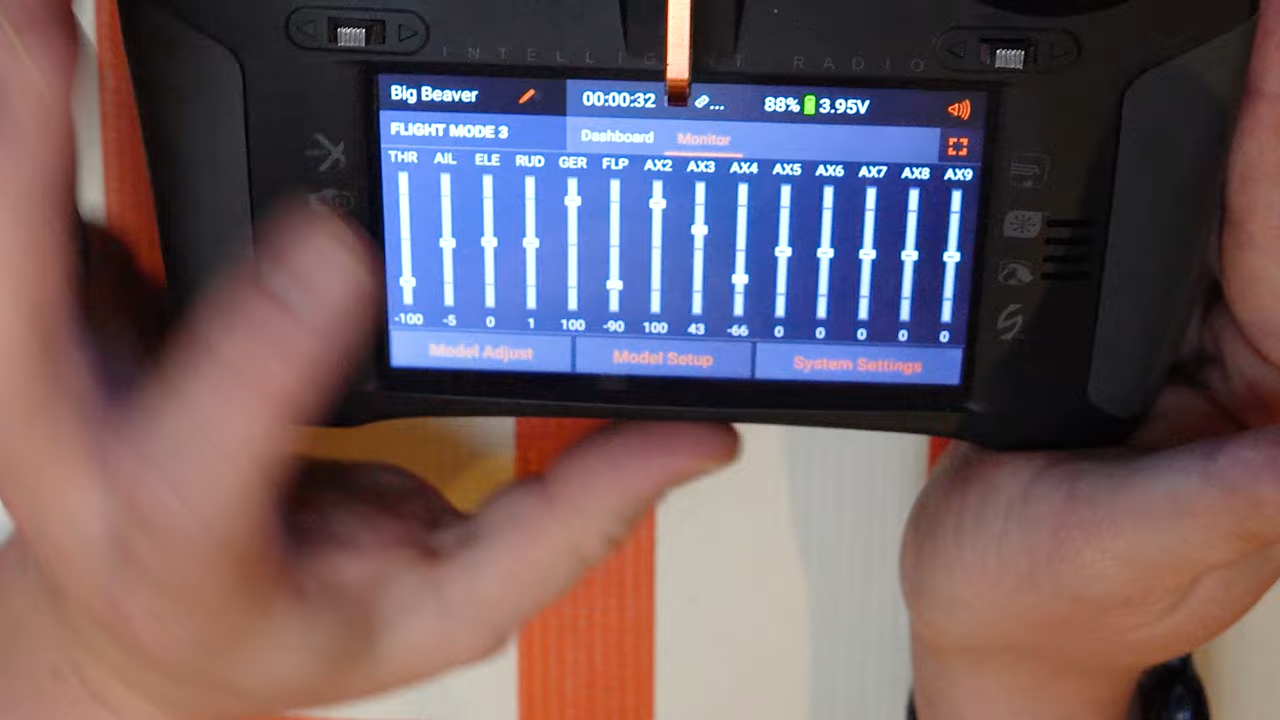 INTELLIGENT RADIO
Big Beaver 00:00:32 ... 88% 3.95V
FLIGHT MODE 3 Dashboard Monitor
THR AIL ELE RUD GER FLP AX2 AX3 AX4 AX5 AX6 AX7 AX8 AX9
-100 -5 0 1 100 -90 100 43 -66 0 0 0 0 0
Model Adjust Model Setup System Settings